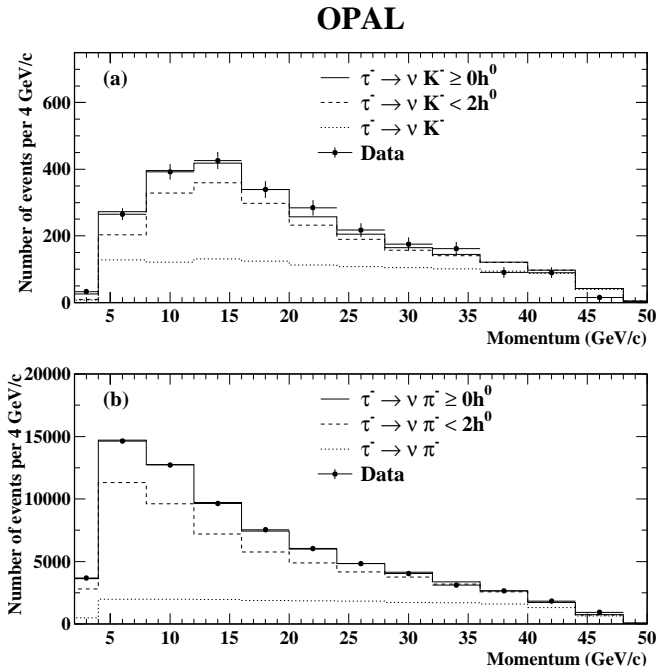 OPAL
(a)
τ⁻ → ν K⁻ ≥ 0h⁰
τ⁻ → ν K⁻ < 2h⁰
τ⁻ → ν K⁻
Data
Number of events per 4 GeV/c
600
400
200
0
5 10 15 20 25 30 35 40 45 50
Momentum (GeV/c)
(b)
τ⁻ → ν π⁻ ≥ 0h⁰
τ⁻ → ν π⁻ < 2h⁰
τ⁻ → ν π⁻
Data
Number of events per 4 GeV/c
20000
15000
10000
5000
0
5 10 15 20 25 30 35 40 45 50
Momentum (GeV/c)